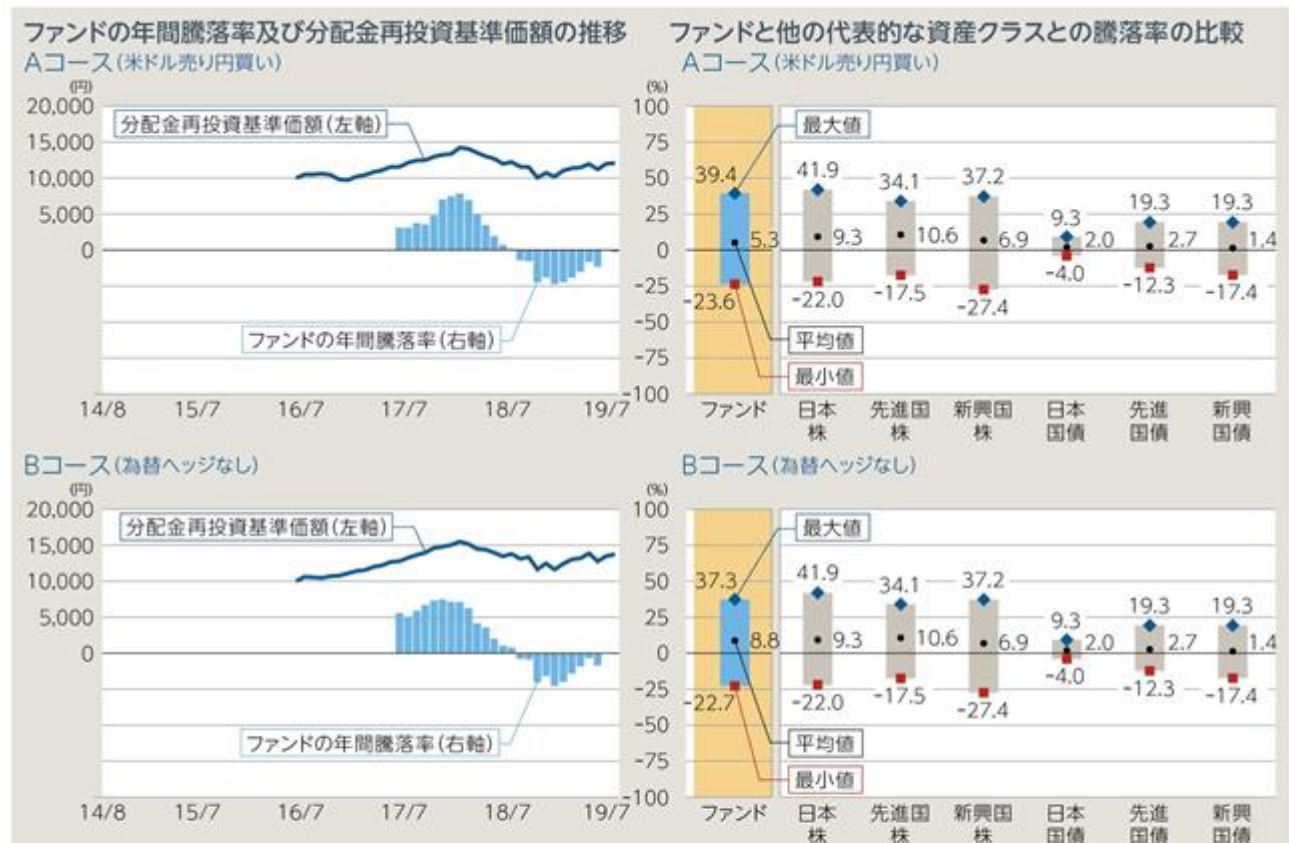 ファンドの年間騰落率及び分配金再投資基準価額の推移
Aコース(米ドル売り円買い)
(円)
20,000
15,000
10,000
5,000
0
分配金再投資基準価額(左軸)
ファンドの年間騰落率(右軸)
14/8 15/7 16/7 17/7 18/7 19/7
ファンドと他の代表的な資産クラスとの騰落率の比較
Aコース(米ドル売り円買い)
(%)
100
75
50
25
0
-25
-50
-75
-100
最大値
平均値
最小値
39.4 41.9 34.1 37.2 9.3 19.3 19.3
5.3 9.3 10.6 6.9 2.0 2.7 1.4
-23.6 -22.0 -17.5 -27.4 -4.0 -12.3 -17.4
ファンド 日本株 先進国株 新興国株 日本国債 先進国債 新興国債
Bコース(為替ヘッジなし)
(円)
20,000
15,000
10,000
5,000
0
分配金再投資基準価額(左軸)
ファンドの年間騰落率(右軸)
14/8 15/7 16/7 17/7 18/7 19/7
Bコース(為替ヘッジなし)
(%)
100
75
50
25
0
-25
-50
-75
-100
最大値
平均値
最小値
37.3 41.9 34.1 37.2 9.3 19.3 19.3
8.8 9.3 10.6 6.9 2.0 2.7 1.4
-22.7 -22.0 -17.5 -27.4 -4.0 -12.3 -17.4
ファンド 日本株 先進国株 新興国株 日本国債 先進国債 新興国債